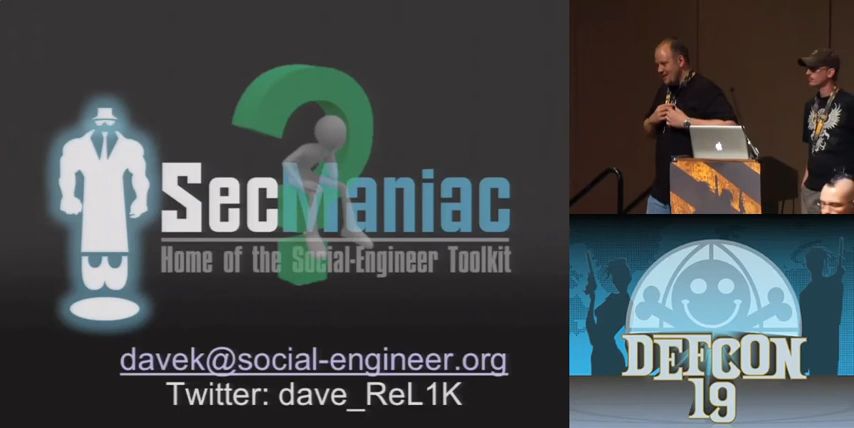 SecManiac
Home of the Social-Engineer Toolkit
davek@social-engineer.org
Twitter: dave_ReL1K
DEFCON
19